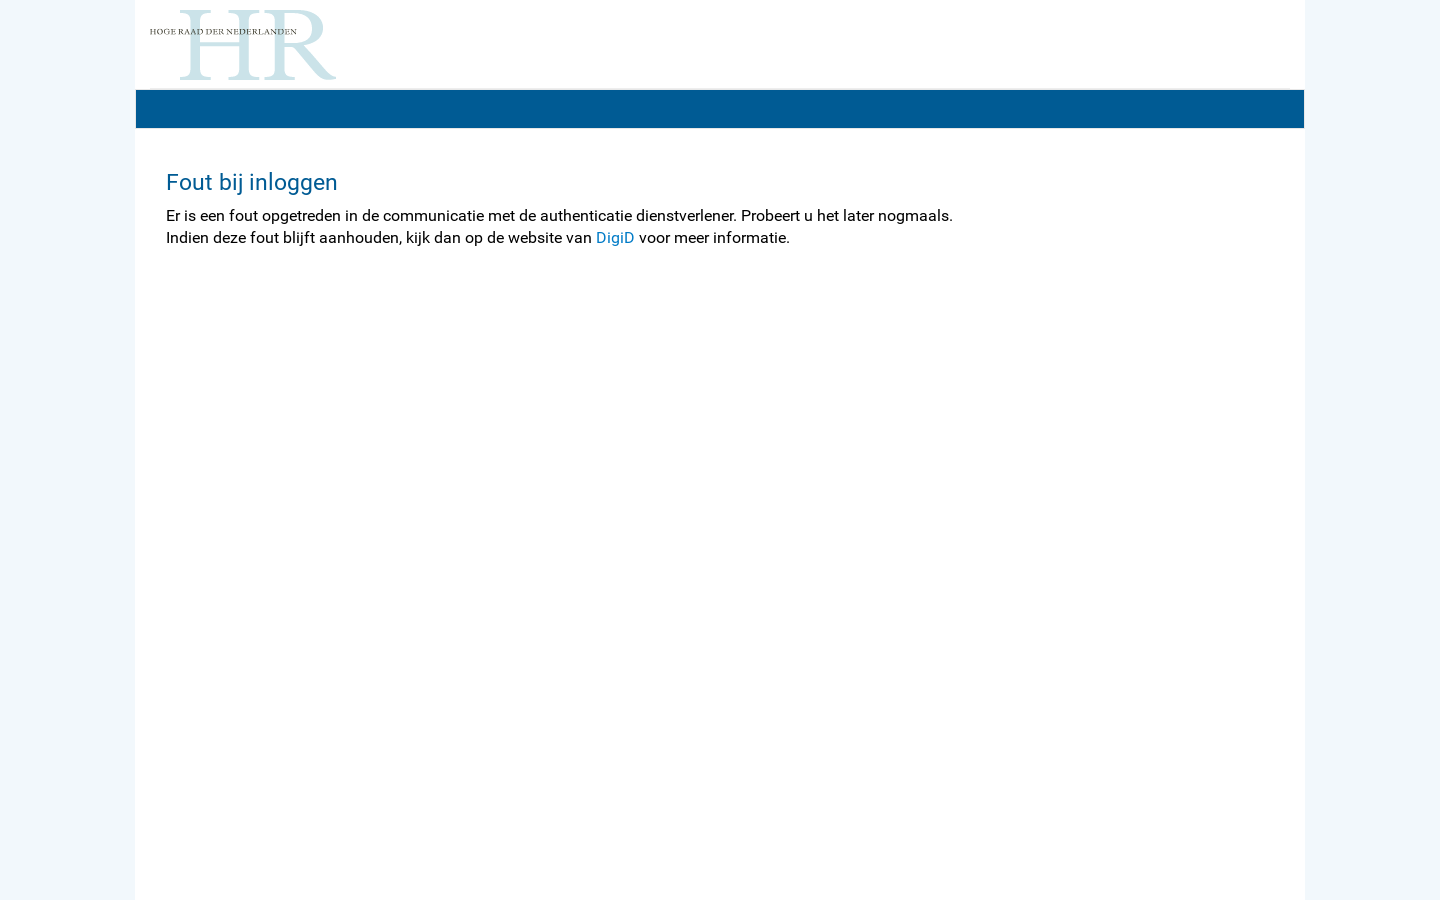 HR
HOGE RAAD DER NEDERLANDEN
Fout bij inloggen
Er is een fout opgetreden in de communicatie met de authenticatie dienstverlener. Probeert u het later nogmaals.
Indien deze fout blijft aanhouden, kijk dan op de website van DigiD voor meer informatie.